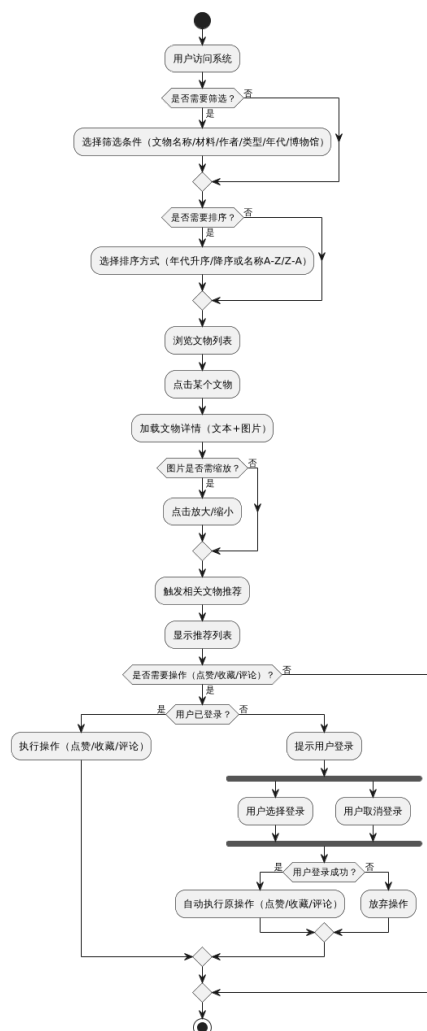 用户访问系统
是否需要筛选？
否
是
选择筛选条件（文物名称/材料/作者/类型/年代/博物馆）
是否需要排序？
否
是
选择排序方式（年代升序/降序或名称A-Z/Z-A）
浏览文物列表
点击某个文物
加载文物详情（文本+图片）
图片是否需缩放？
否
是
点击放大/缩小
触发相关文物推荐
显示推荐列表
是否需要操作（点赞/收藏/评论）？
否
是
是
用户已登录？
否
执行操作（点赞/收藏/评论）
提示用户登录
用户选择登录
用户取消登录
是
用户登录成功？
否
自动执行原操作（点赞/收藏/评论）
放弃操作